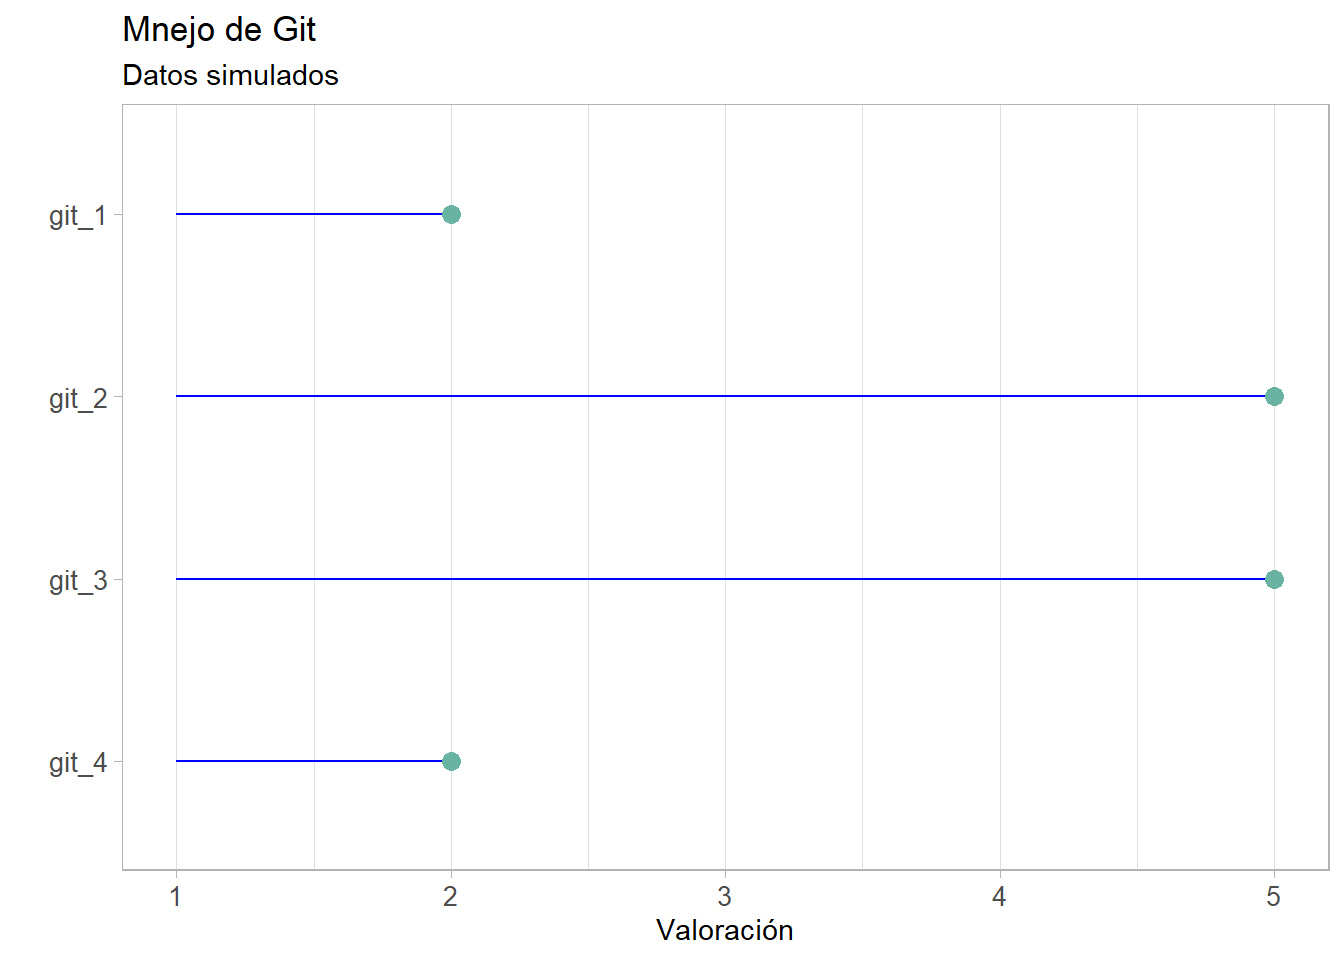 Mnejo de Git
Datos simulados
git_1
git_2
git_3
git_4
1 2 3 4 5
Valoración